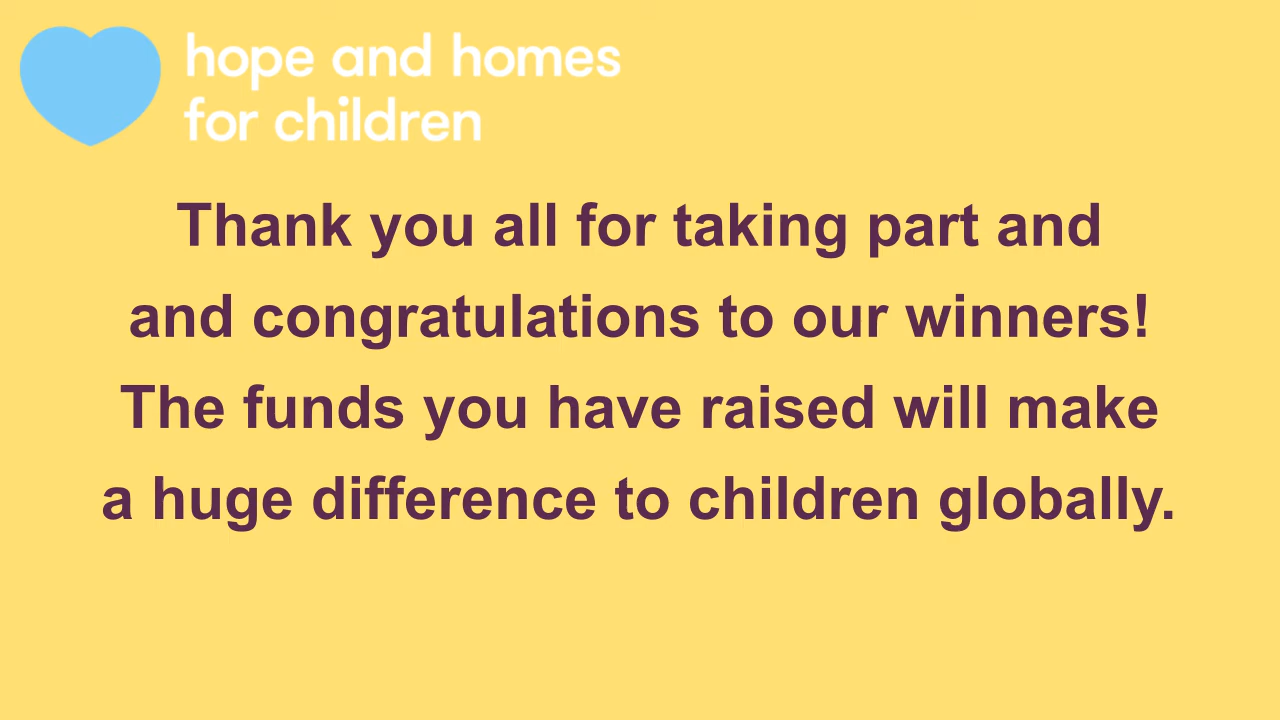 hope and homes
for children
Thank you all for taking part and
and congratulations to our winners!
The funds you have raised will make
a huge difference to children globally.